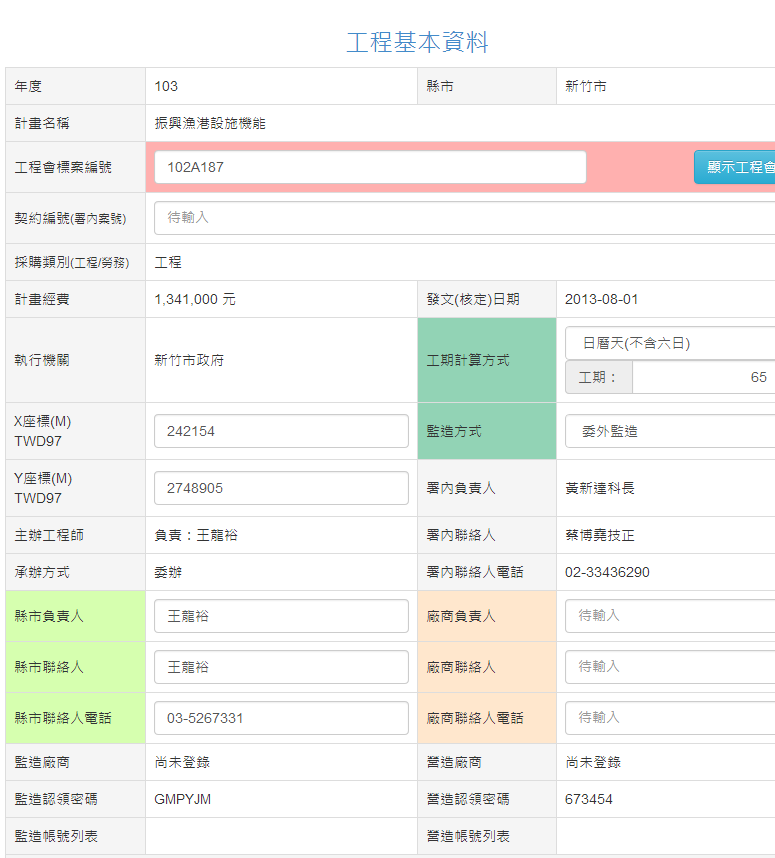 工程基本資料
年度 103 縣市 新竹市
計畫名稱 振興漁港設施機能
工程會標案編號 102A187 顯示工程會
契約編號(署內案號) 待輸入
採購類別(工程/勞務) 工程
計畫經費 1,341,000 元 發文(核定)日期 2013-08-01
執行機關 新竹市政府 工期計算方式 日曆天(不含六日)
工期： 65
X座標(M)
TWD97 242154 監造方式 委外監造
Y座標(M)
TWD97 2748905 署內負責人 黃新達科長
主辦工程師 負責：王龍裕 署內聯絡人 蔡博堯技正
承辦方式 委辦 署內聯絡人電話 02-33436290
縣市負責人 王龍裕 廠商負責人 待輸入
縣市聯絡人 王龍裕 廠商聯絡人 待輸入
縣市聯絡人電話 03-5267331 廠商聯絡人電話 待輸入
監造廠商 尚未登錄 營造廠商 尚未登錄
監造認領密碼 GMPYJM 營造認領密碼 673454
監造帳號列表 營造帳號列表